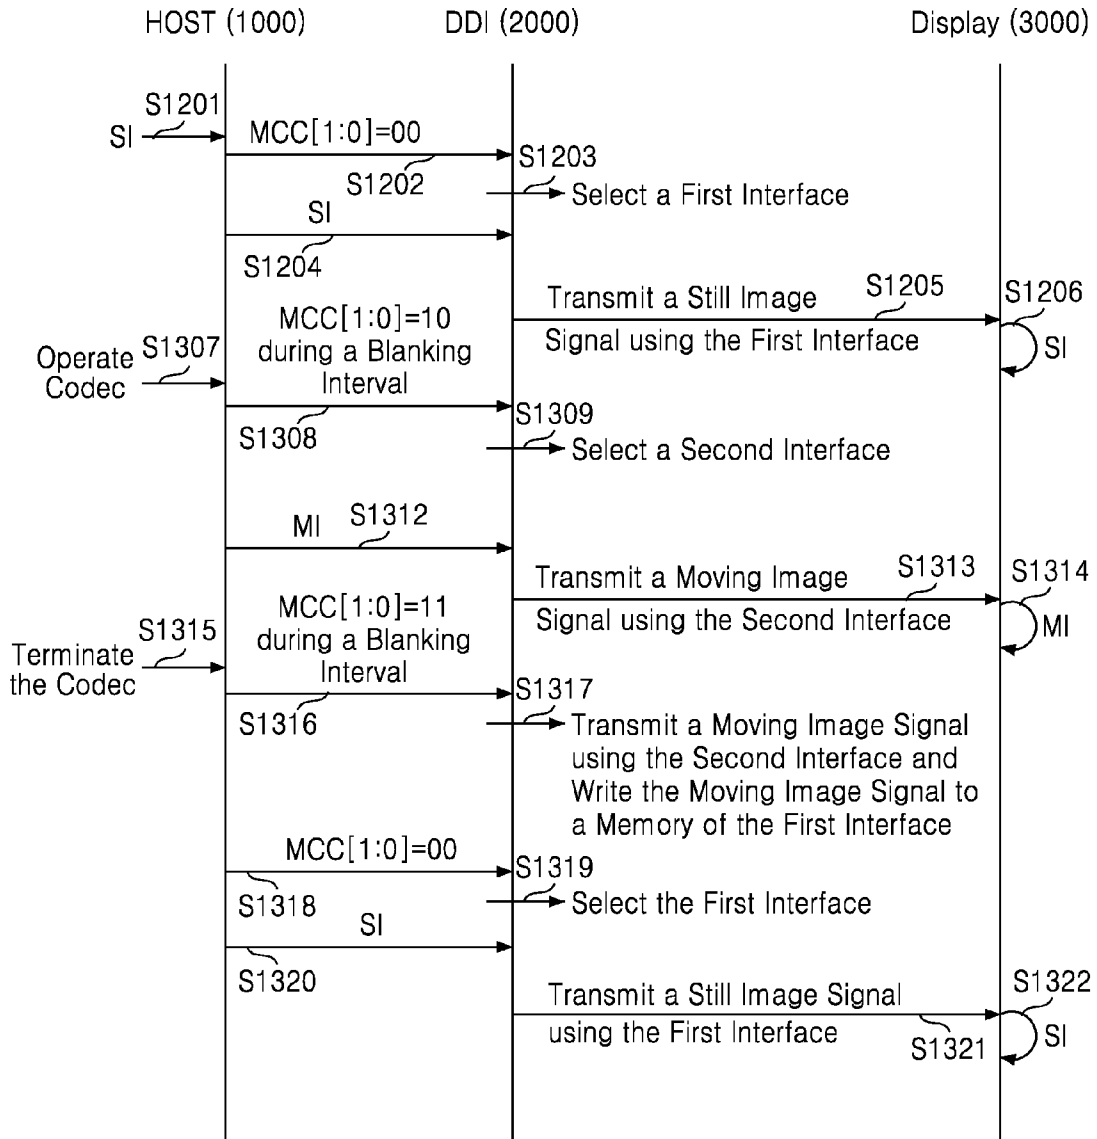 HOST (1000)
DDI (2000)
Display (3000)
S1201
SI
MCC[1:0]=00
S1202
S1203
Select a First Interface
SI
S1204
Transmit a Still Image
Signal using the First Interface
S1205
S1206
SI
MCC[1:0]=10
during a Blanking
Interval
Operate
Codec
S1307
S1308
S1309
Select a Second Interface
MI
S1312
Transmit a Moving Image
Signal using the Second Interface
S1313
S1314
MI
MCC[1:0]=11
during a Blanking
Interval
S1315
Terminate
the Codec
S1316
S1317
Transmit a Moving Image Signal
using the Second Interface and
Write the Moving Image Signal to
a Memory of the First Interface
MCC[1:0]=00
S1318
S1319
Select the First Interface
SI
S1320
Transmit a Still Image Signal
using the First Interface
S1321
S1322
SI